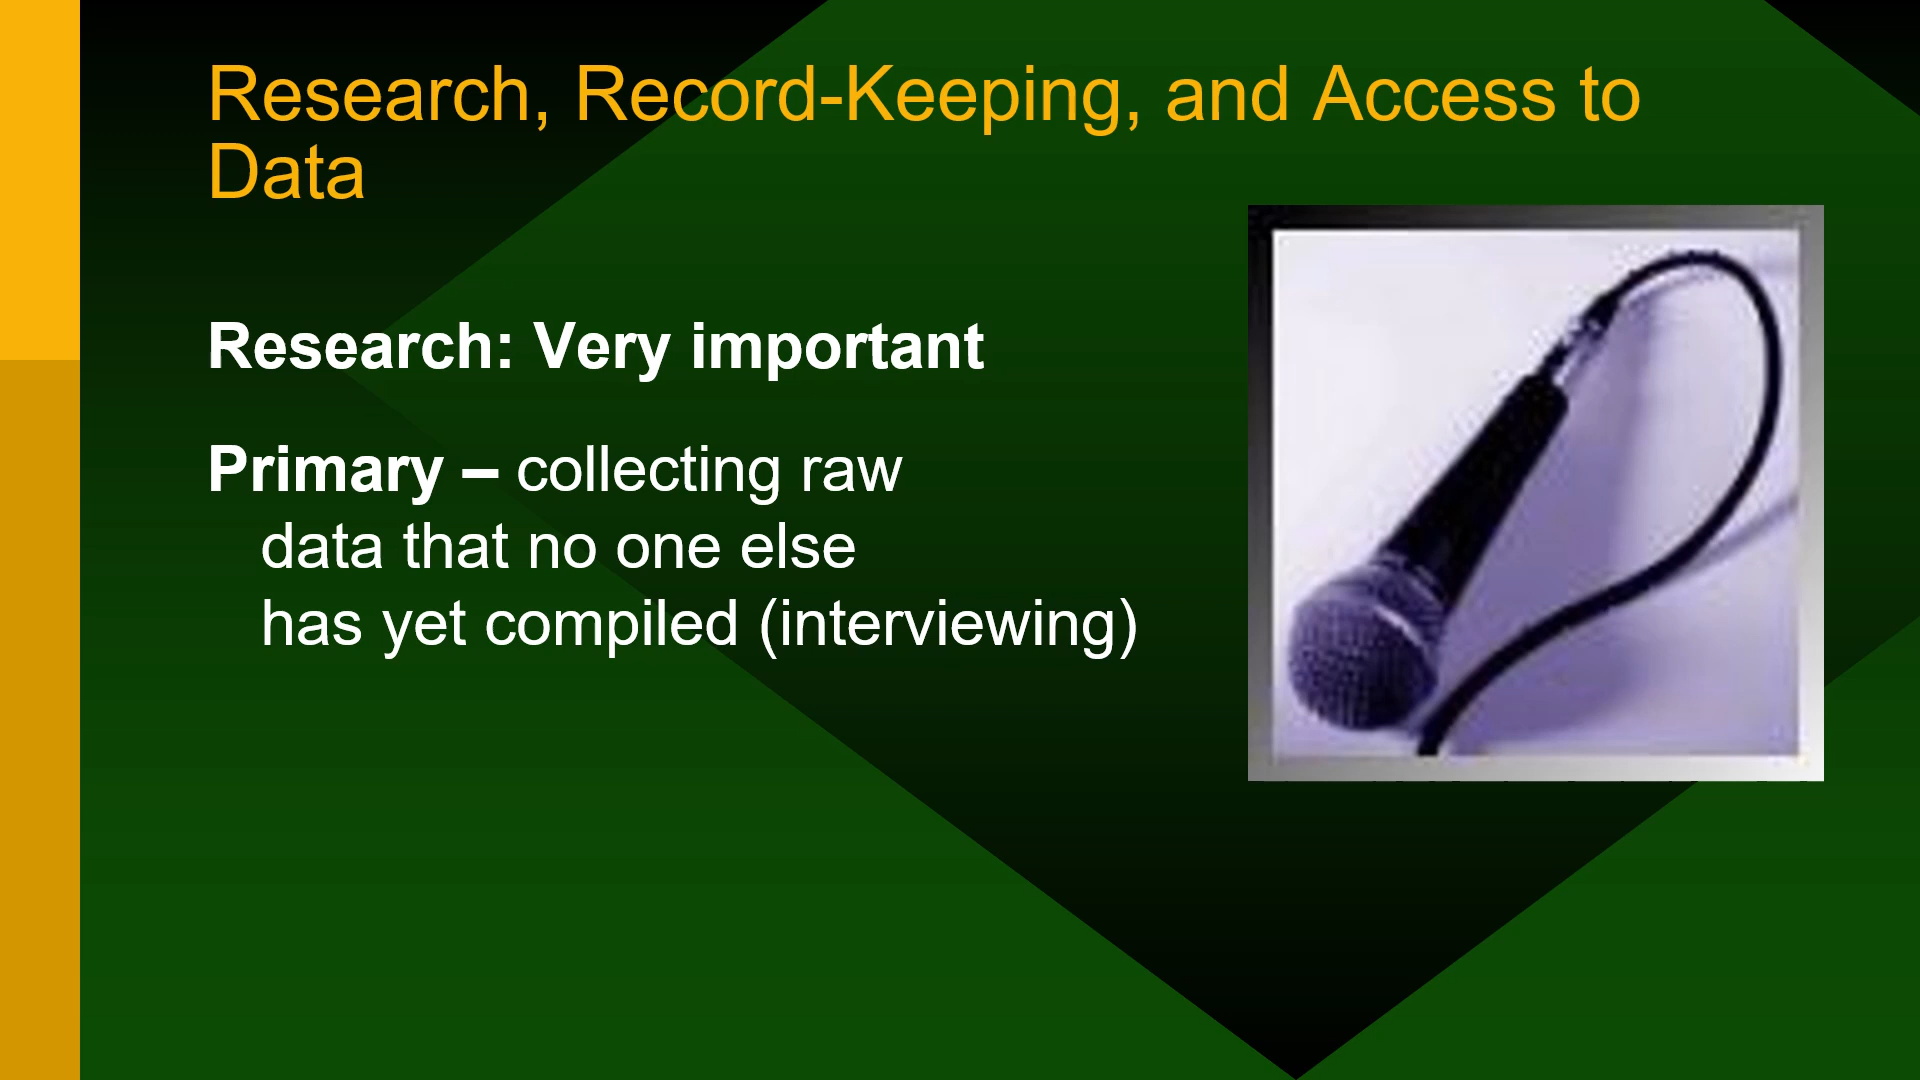 Research, Record-Keeping, and Access to
Data
Research: Very important
Primary – collecting raw
data that no one else
has yet compiled (interviewing)